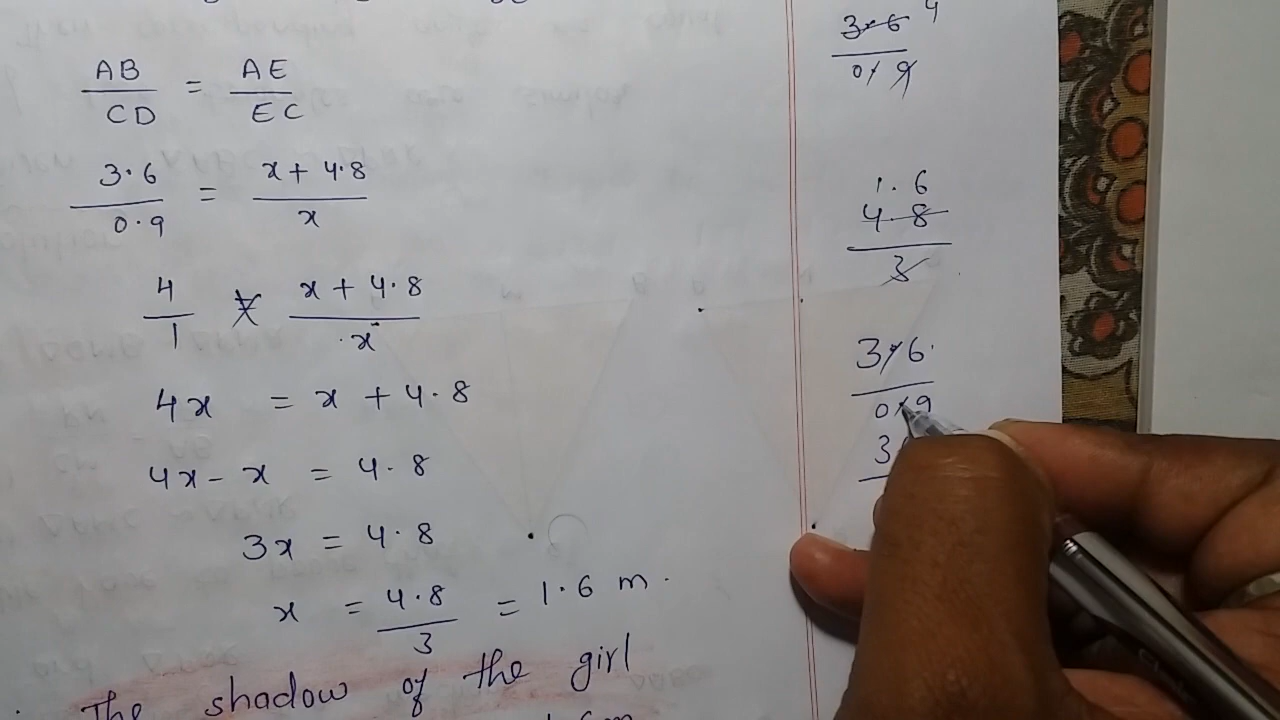 AB/CD = AE/EC
3.6/0.9 = x + 4.8/x
4/1 = x + 4.8/x
4x = x + 4.8
4x - x = 4.8
3x = 4.8
x = 4.8/3 = 1.6 m.
The shadow of the girl
3.6 4
0.9
1.6
4.8
3
3.6
0.9